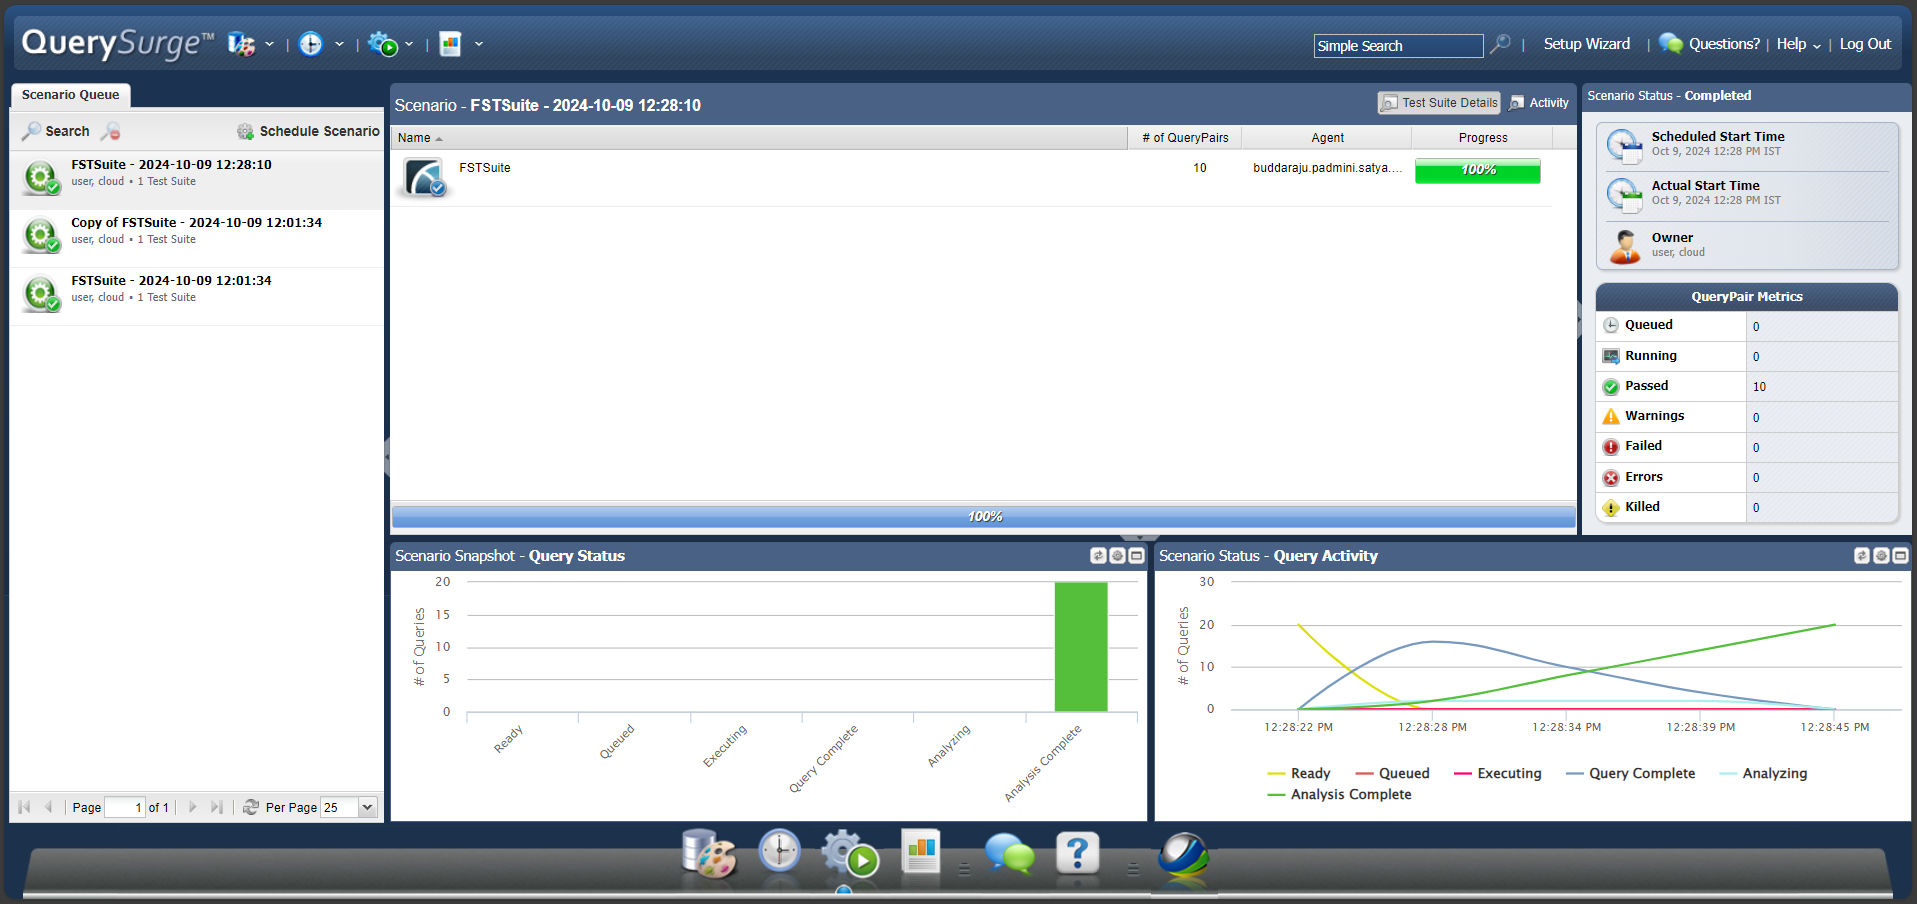 QuerySurge™
Simple Search
Setup Wizard
Questions?
Help
Log Out
Scenario Queue
Search
Schedule Scenario
FSTSuite - 2024-10-09 12:28:10
user, cloud • 1 Test Suite
Copy of FSTSuite - 2024-10-09 12:01:34
user, cloud • 1 Test Suite
FSTSuite - 2024-10-09 12:01:34
user, cloud • 1 Test Suite
Page 1 of 1
Per Page 25
Scenario - FSTSuite - 2024-10-09 12:28:10
Test Suite Details
Activity
Name # of QueryPairs Agent Progress
FSTSuite 10 buddaraju.padmini.satya.... 100%
100%
Scenario Status - Completed
Scheduled Start Time
Oct 9, 2024 12:28 PM IST
Actual Start Time
Oct 9, 2024 12:28 PM IST
Owner
user, cloud
QueryPair Metrics
Queued 0
Running 0
Passed 10
Warnings 0
Failed 0
Errors 0
Killed 0
Scenario Snapshot - Query Status
# of Queries
20
15
10
5
0
Ready
Queued
Executing
Query Complete
Analyzing
Analysis Complete
Scenario Status - Query Activity
# of Queries
30
20
10
0
12:28:22 PM 12:28:28 PM 12:28:34 PM 12:28:39 PM 12:28:45 PM
Ready Queued Executing Query Complete Analyzing
Analysis Complete
?